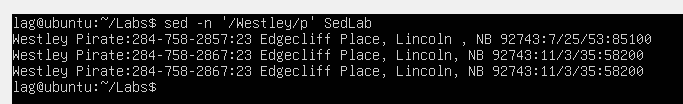 lag@ubuntu:~/Labs$ sed -n '/Westley/p' SedLab
Westley Pirate:284-758-2857:23 Edgecliff Place, Lincoln , NB 92743:7/25/53:85100
Westley Pirate:284-758-2867:23 Edgecliff Place, Lincoln, NB 92743:11/3/35:58200
Westley Pirate:284-758-2867:23 Edgecliff Place, Lincoln, NB 92743:11/3/35:58200
lag@ubuntu:~/Labs$